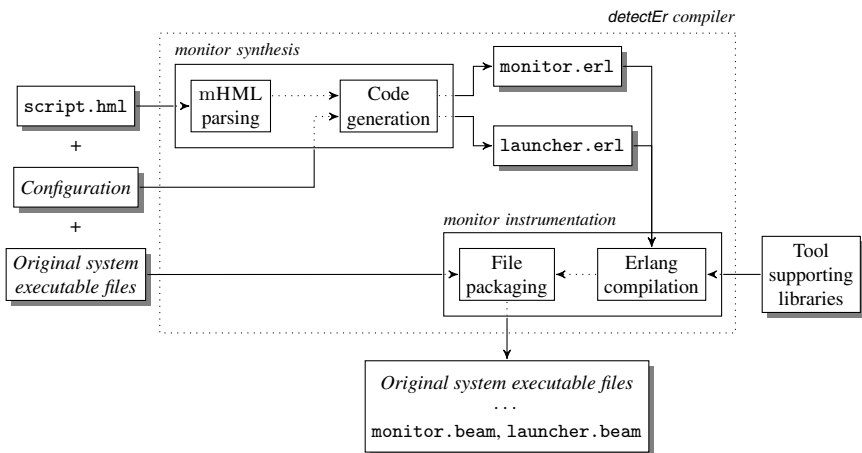 detectEr compiler
monitor synthesis
mHML
parsing
Code
generation
monitor.erl
launcher.erl
script.hml
+
Configuration
+
Original system
executable files
monitor instrumentation
File
packaging
Erlang
compilation
Tool
supporting
libraries
Original system executable files
...
monitor.beam, launcher.beam